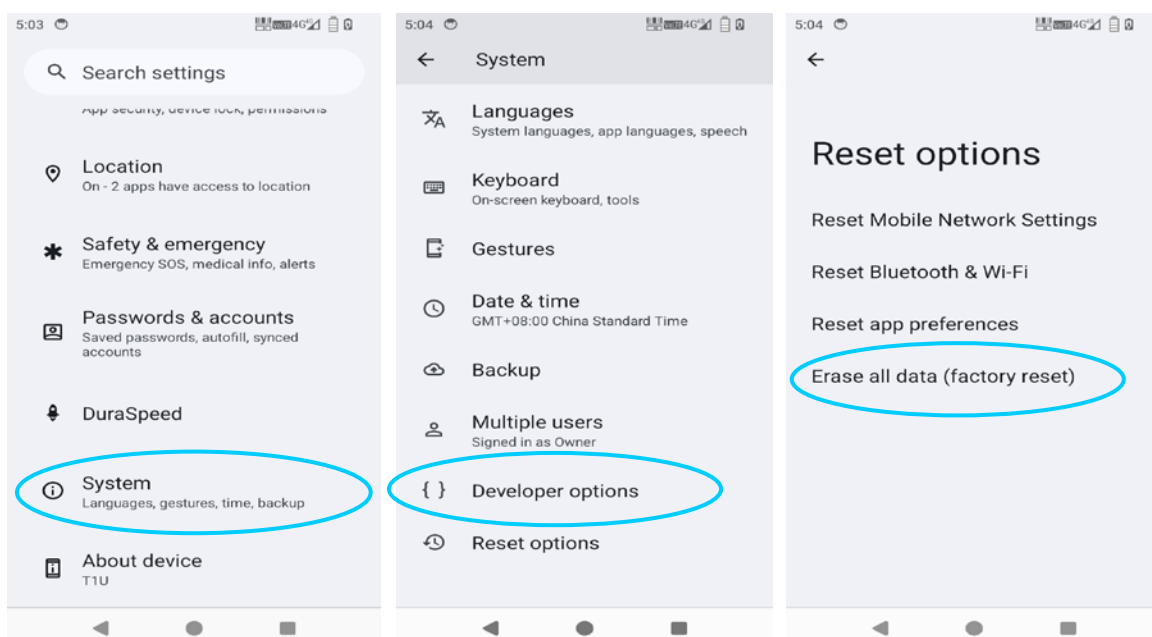 5:03
4G
Search settings
App security, device lock, permissions
Location
On - 2 apps have access to location
Safety & emergency
Emergency SOS, medical info, alerts
Passwords & accounts
Saved passwords, autofill, synced
accounts
DuraSpeed
System
Languages, gestures, time, backup
About device
T1U
5:04
4G
System
Languages
System languages, app languages, speech
Keyboard
On-screen keyboard, tools
Gestures
Date & time
GMT+08:00 China Standard Time
Backup
Multiple users
Signed in as Owner
{ } Developer options
Reset options
5:04
4G
Reset options
Reset Mobile Network Settings
Reset Bluetooth & Wi-Fi
Reset app preferences
Erase all data (factory reset)